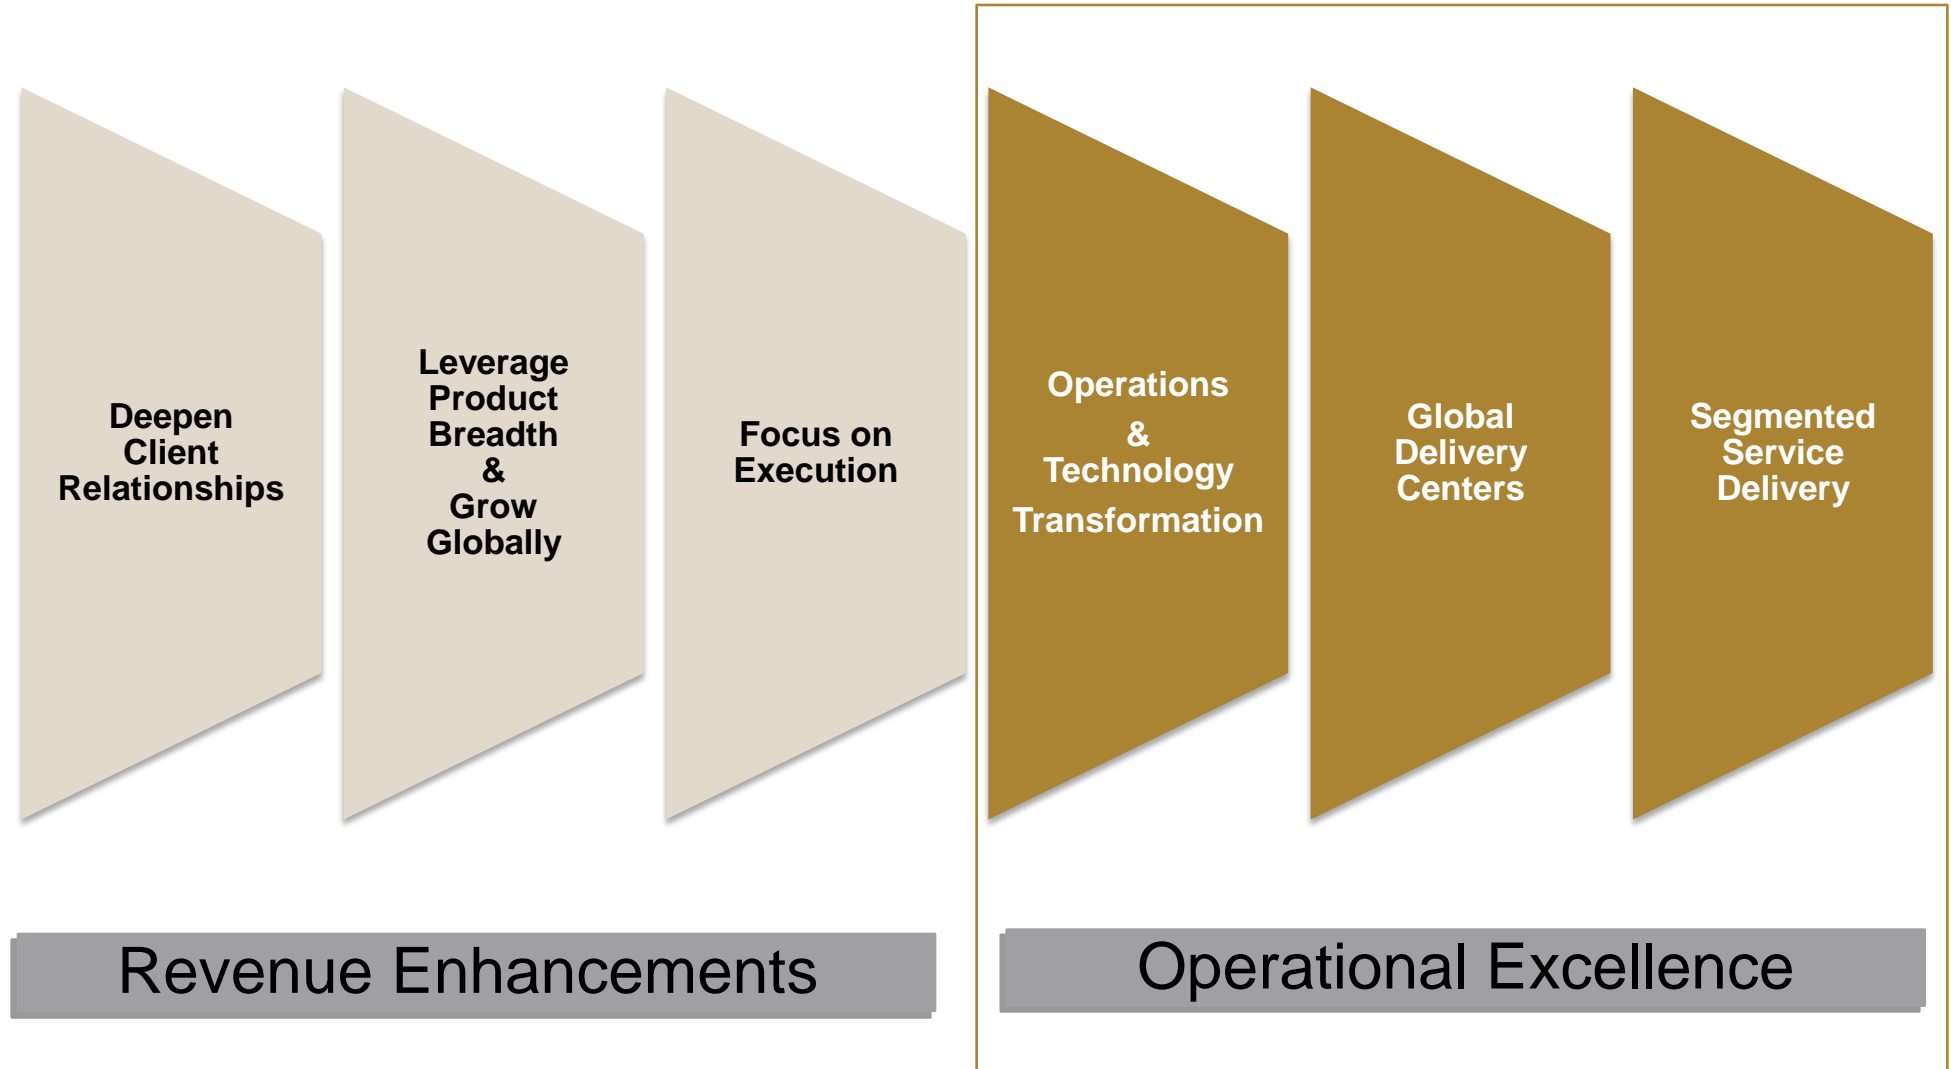 Deepen
Client
Relationships
Leverage
Product
Breadth
&
Grow
Globally
Focus on
Execution
Operations
&
Technology
Transformation
Global
Delivery
Centers
Segmented
Service
Delivery
Revenue Enhancements
Operational Excellence